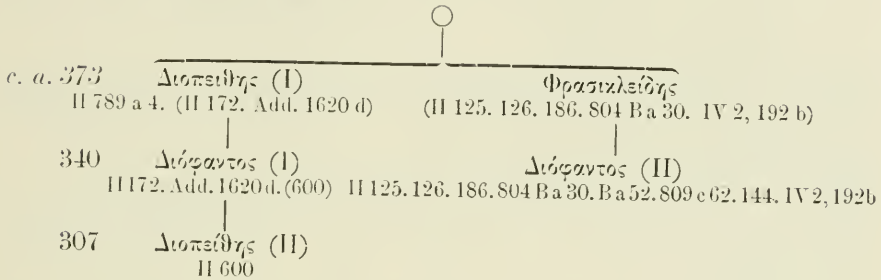 c. a. 373 Διοπείθης (I) Φρασικλείδης
II 789 a 4. (II 172. Add. 1620 d) (II 125. 126. 186. 804 B a 30. IV 2, 192 b)
340 Διόφαντος (I) Διόφαντος (II)
II 172. Add. 1620 d. (600) II 125. 126. 186. 804 B a 30. B a 52. 809 c 62. 144. IV 2, 192 b
307 Διοπείθης (II)
II 600